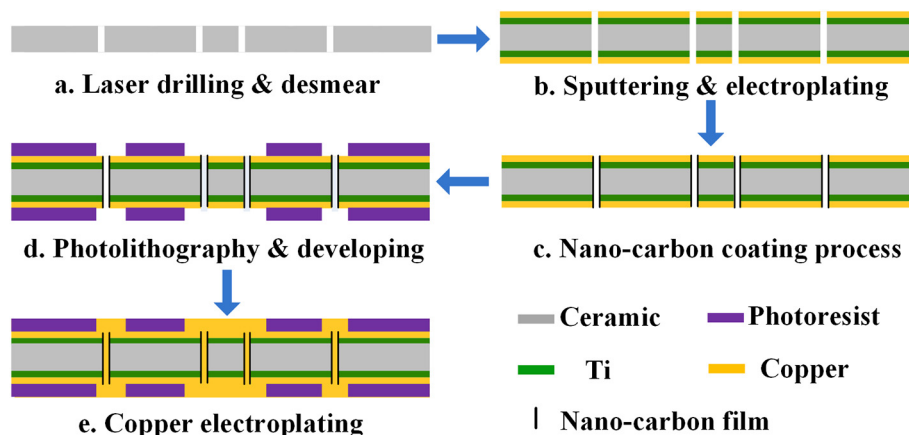 a. Laser drilling & desmear
b. Sputtering & electroplating
c. Nano-carbon coating process
d. Photolithography & developing
e. Copper electroplating
Ceramic
Photoresist
Ti
Copper
Nano-carbon film